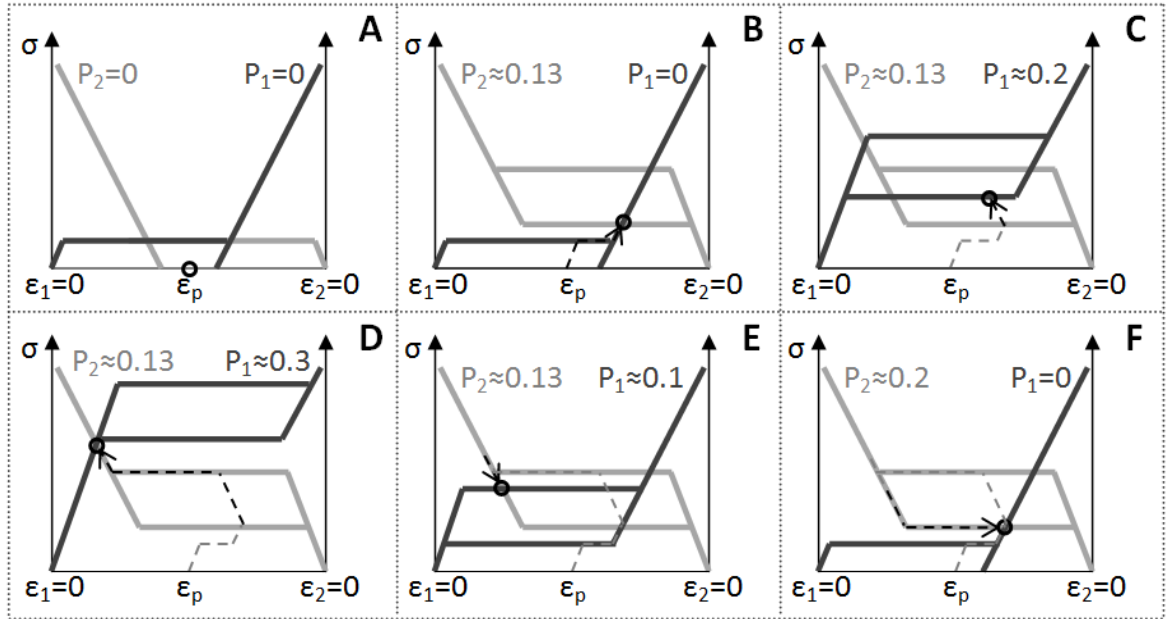 A
σ
P₂=0 P₁=0
ε₁=0 εₚ ε₂=0
B
σ
P₂≈0.13 P₁=0
ε₁=0 εₚ ε₂=0
C
σ
P₂≈0.13 P₁≈0.2
ε₁=0 εₚ ε₂=0
D
σ
P₂≈0.13 P₁≈0.3
ε₁=0 εₚ ε₂=0
E
σ
P₂≈0.13 P₁≈0.1
ε₁=0 εₚ ε₂=0
F
σ
P₂≈0.2 P₁=0
ε₁=0 εₚ ε₂=0